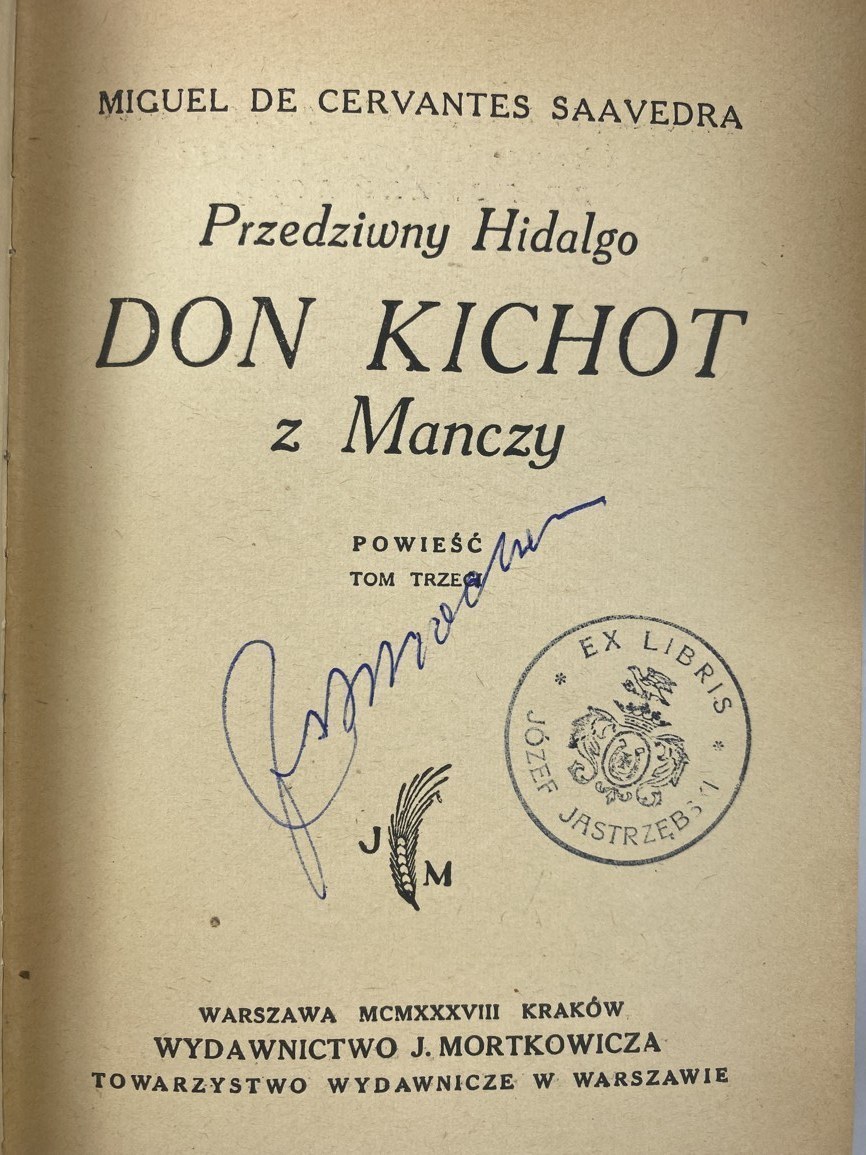 MIGUEL DE CERVANTES SAAVEDRA
Przedziwny Hidalgo
DON KICHOT
z Manczy
POWIEŚĆ
TOM TRZECI
EX LIBRIS
JÓZEF JASTRZĘBSKI
J M
WARSZAWA MCMXXXVIII KRAKÓW
WYDAWNICTWO J. MORTKOWICZA
TOWARZYSTWO WYDAWNICZE W WARSZAWIE